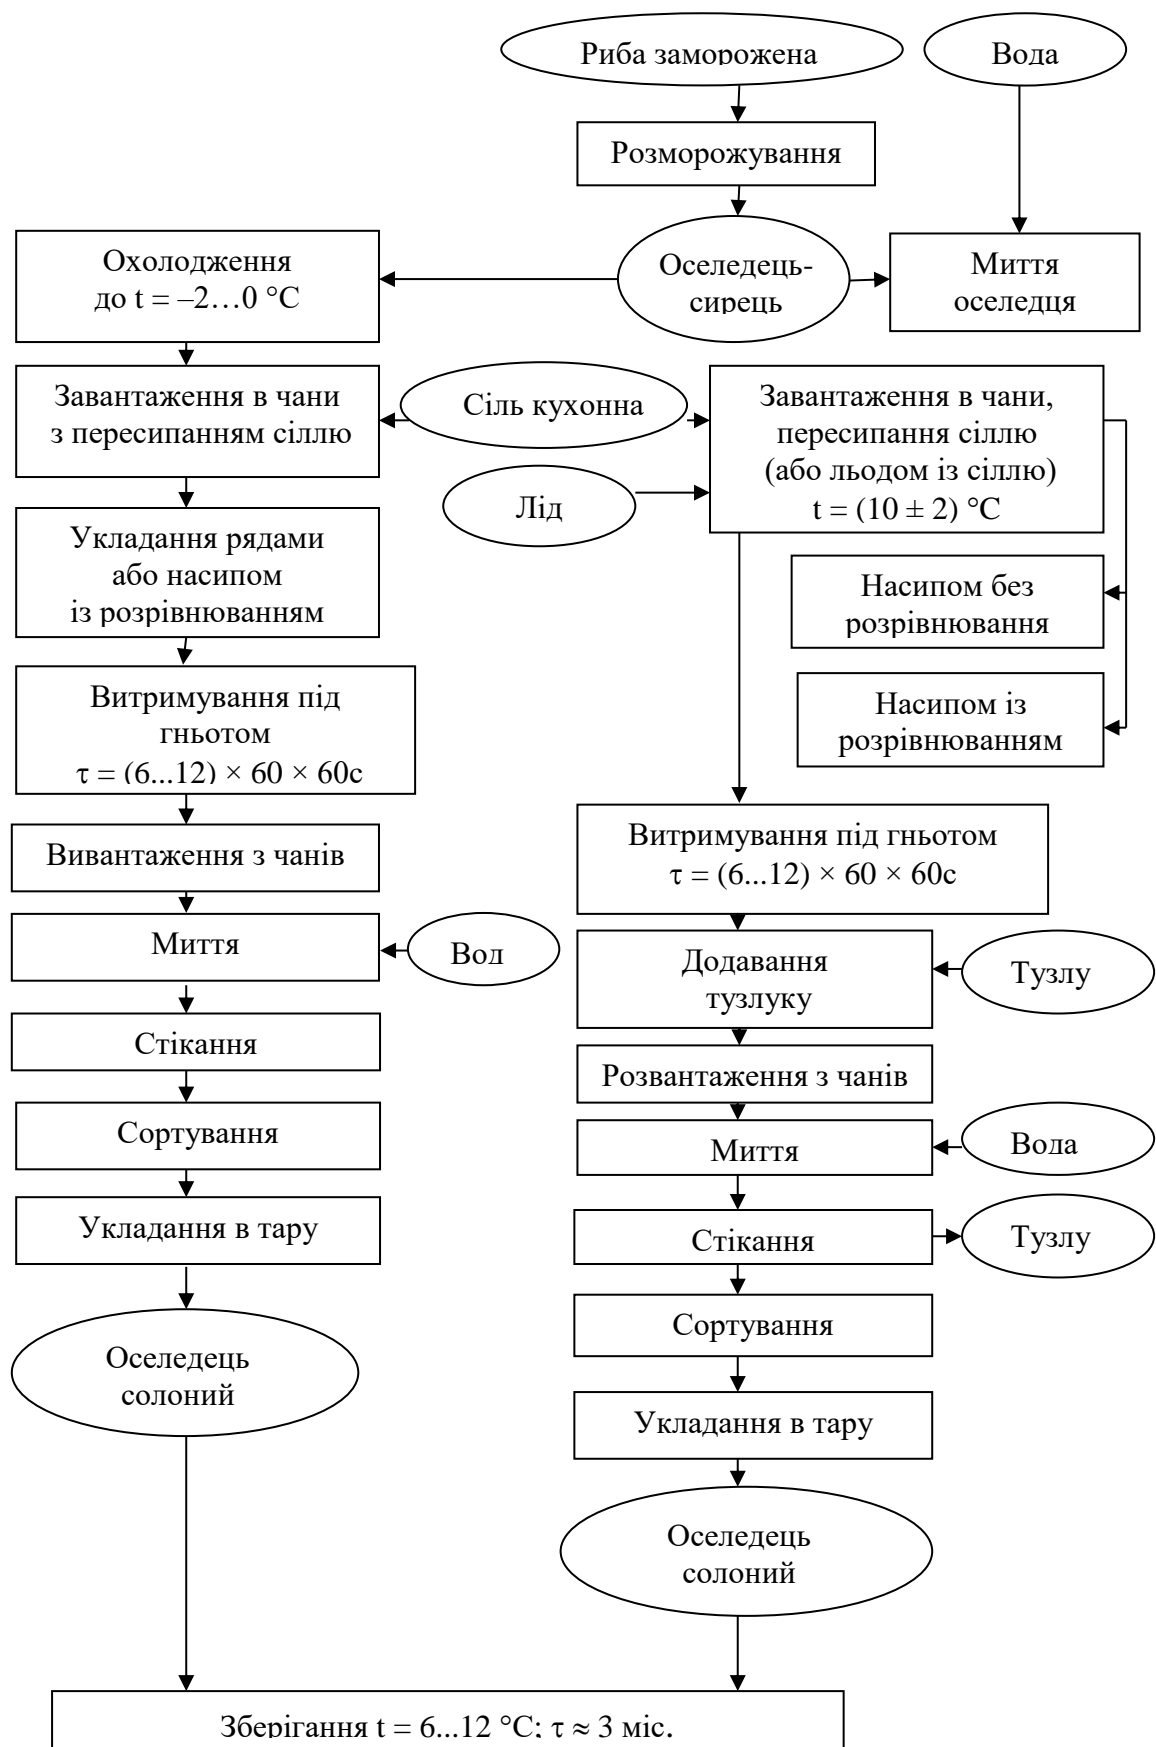 Риба заморожена
Вода
Розморожування
Охолодження
до t = –2…0 °С
Оселедець-
сирець
Миття
оселедця
Завантаження в чани
з пересипанням сіллю
Сіль кухонна
Завантаження в чани,
пересипання сіллю
(або льодом із сіллю)
t = (10 ± 2) °С
Лід
Укладання рядами
або насипом
із розрівнюванням
Насипом без
розрівнювання
Витримування під
гньотом
τ = (6...12) × 60 × 60с
Насипом із
розрівнюванням
Вивантаження з чанів
Витримування під гньотом
τ = (6...12) × 60 × 60с
Миття
Вод
Додавання
тузлуку
Тузлу
Стікання
Розвантаження з чанів
Сортування
Миття
Вода
Укладання в тару
Стікання
Тузлу
Сортування
Оселедець
солоний
Укладання в тару
Оселедець
солоний
Зберігання t = 6...12 °С; τ ≈ 3 міс.